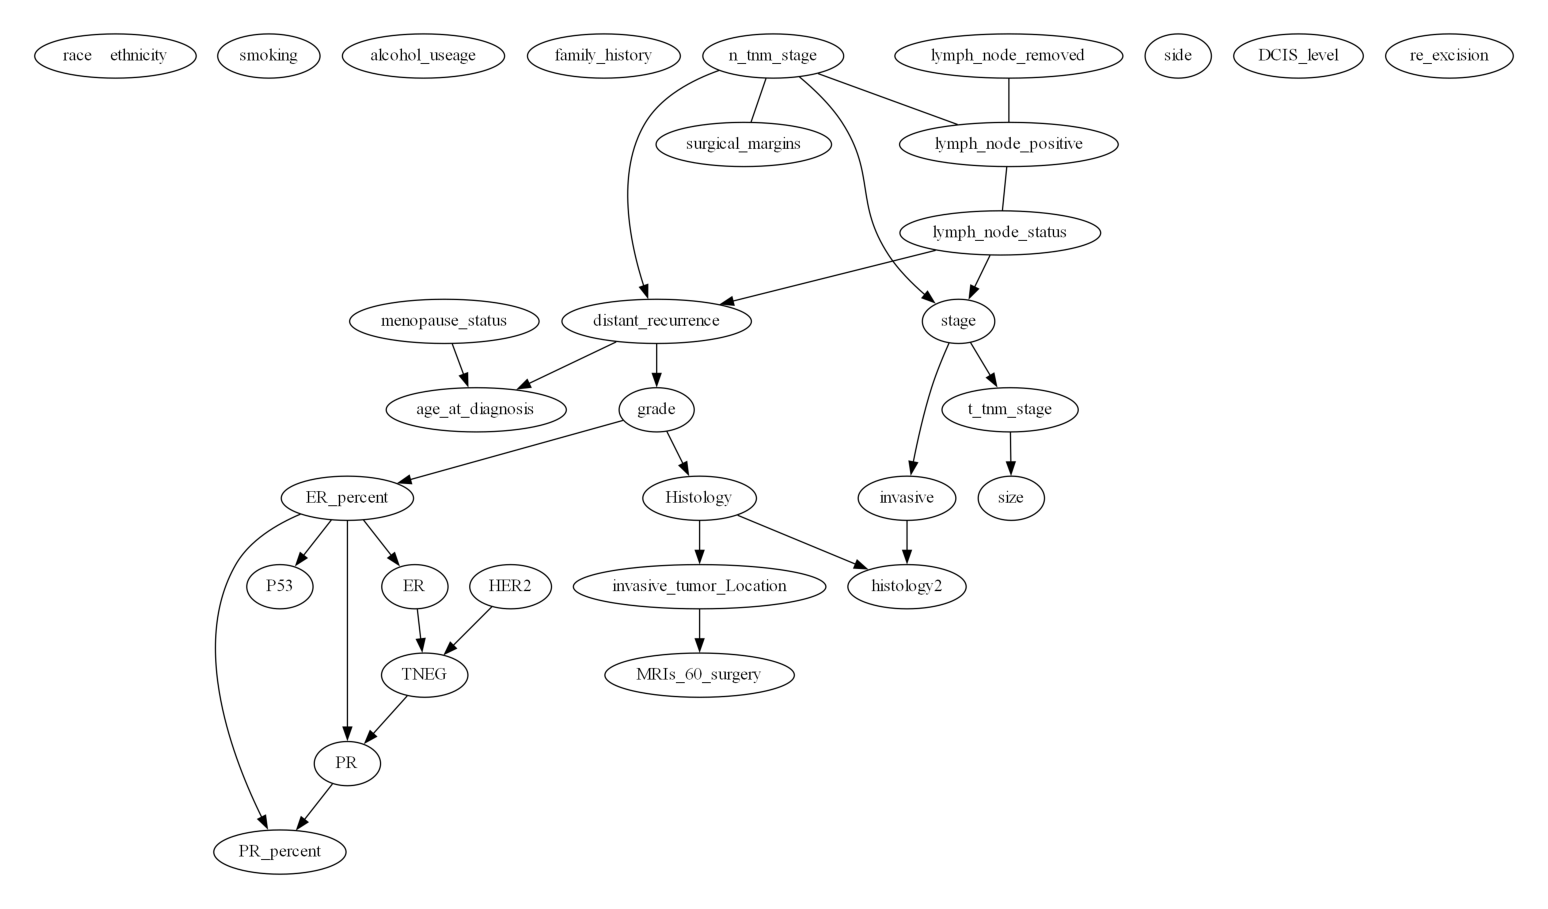 race    ethnicity
smoking
alcohol_useage
family_history
n_tnm_stage
lymph_node_removed
side
DCIS_level
re_excision
surgical_margins
lymph_node_positive
lymph_node_status
menopause_status
distant_recurrence
stage
age_at_diagnosis
grade
t_tnm_stage
ER_percent
Histology
invasive
size
P53
ER
HER2
invasive_tumor_Location
histology2
TNEG
MRIs_60_surgery
PR
PR_percent